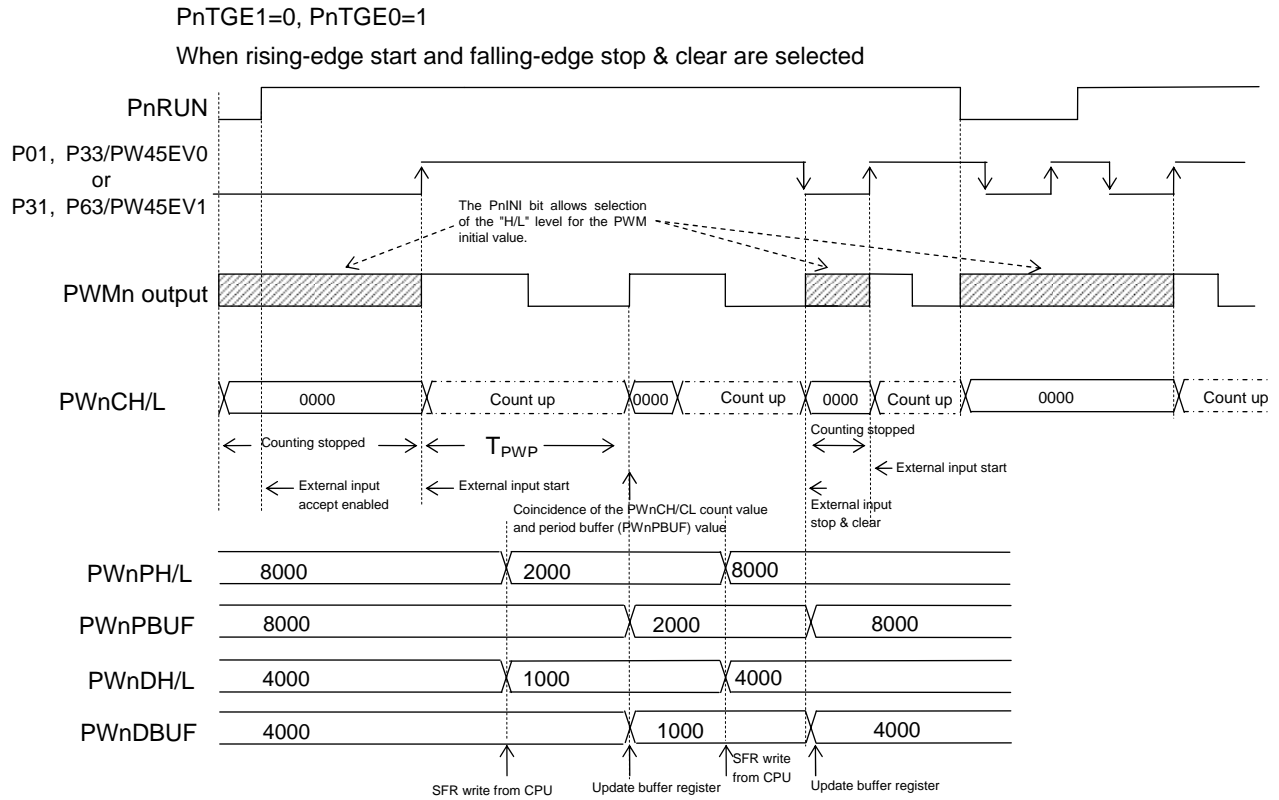 PnTGE1=0, PnTGE0=1
When rising-edge start and falling-edge stop & clear are selected
PnRUN
P01, P33/PW45EV0
or
P31, P63/PW45EV1
The PnINI bit allows selection
of the "H/L" level for the PWM
initial value.
PWMn output
PWnCH/L
0000
Count up
0000
Count up
0000
Count up
0000
Count up
Counting stopped
TPWP
Counting stopped
External input
accept enabled
External input start
External input start
Coincidence of the PWnCH/CL count value
and period buffer (PWnPBUF) value
External input
stop & clear
PWnPH/L
8000
2000
8000
PWnPBUF
8000
2000
8000
PWnDH/L
4000
1000
4000
PWnDBUF
4000
1000
4000
SFR write from CPU
Update buffer register
SFR write
from CPU
Update buffer register